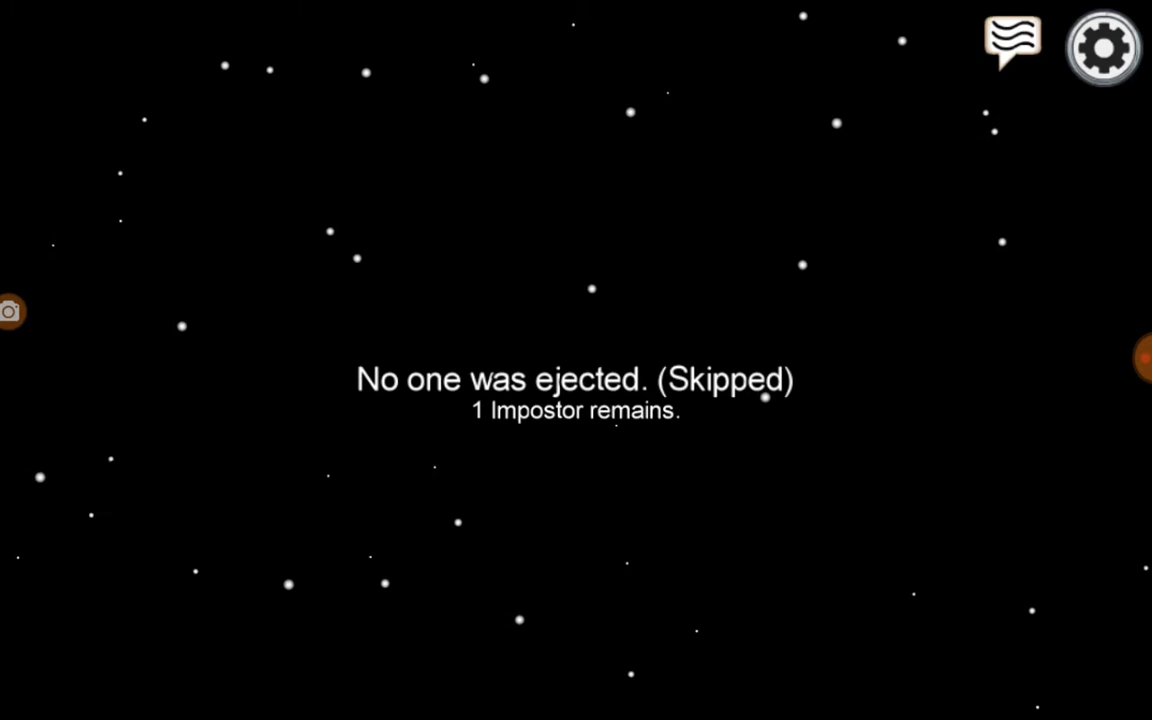 No one was ejected. (Skipped)
1 Impostor remains.